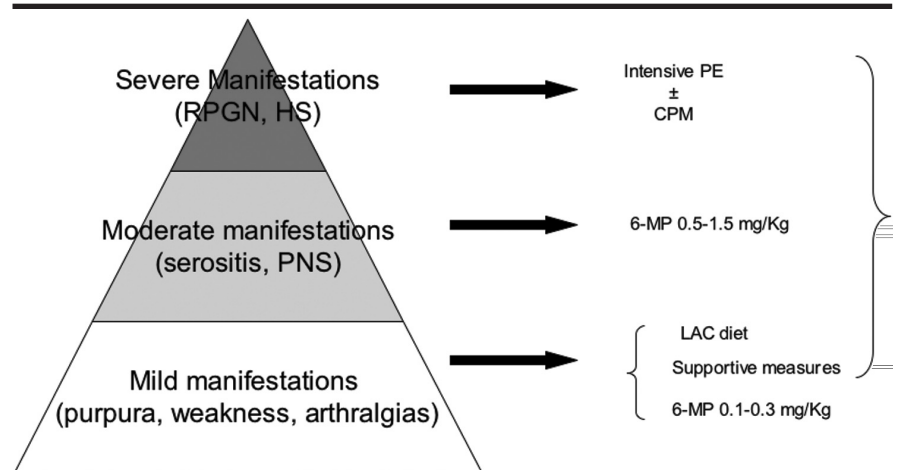 Severe Manifestations
(RPGN, HS)
Intensive PE
±
CPM
Moderate manifestations
(serositis, PNS)
6-MP 0.5-1.5 mg/Kg
Mild manifestations
(purpura, weakness, arthralgias)
LAC diet
Supportive measures
6-MP 0.1-0.3 mg/Kg